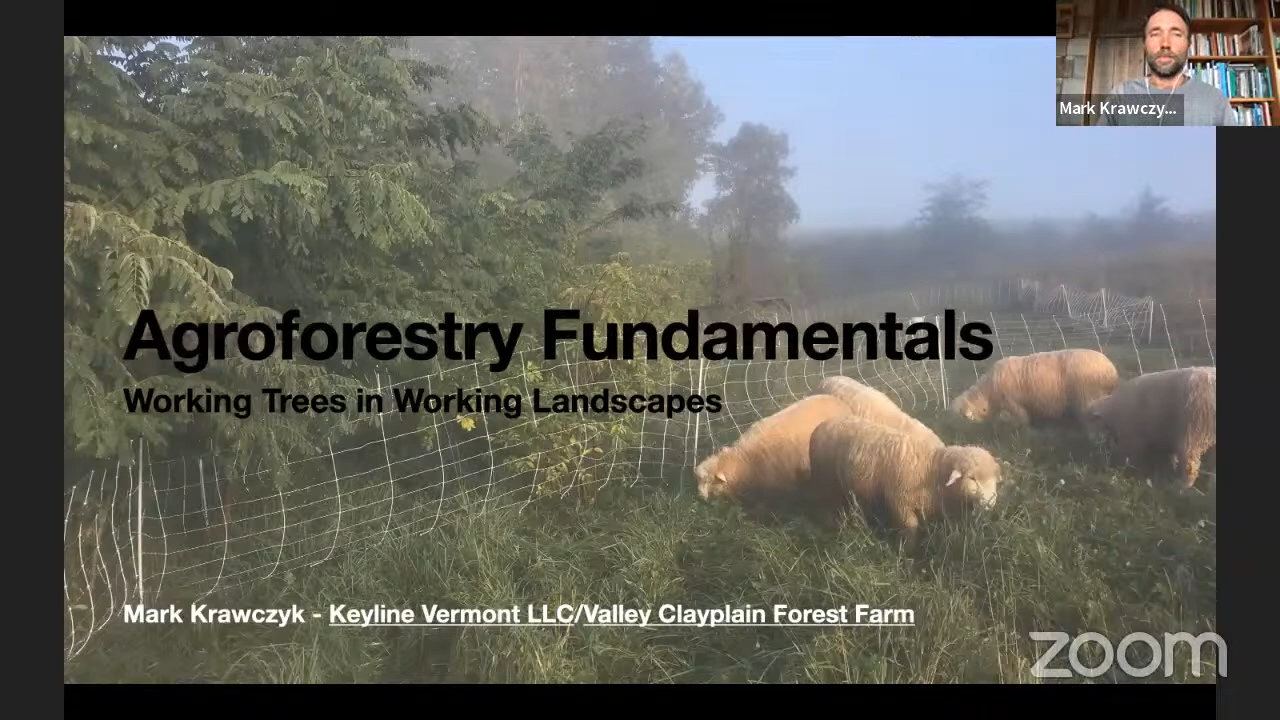 Mark Krawczy...
Agroforestry Fundamentals
Working Trees in Working Landscapes
Mark Krawczyk - Keyline Vermont LLC/Valley Clayplain Forest Farm
zoom